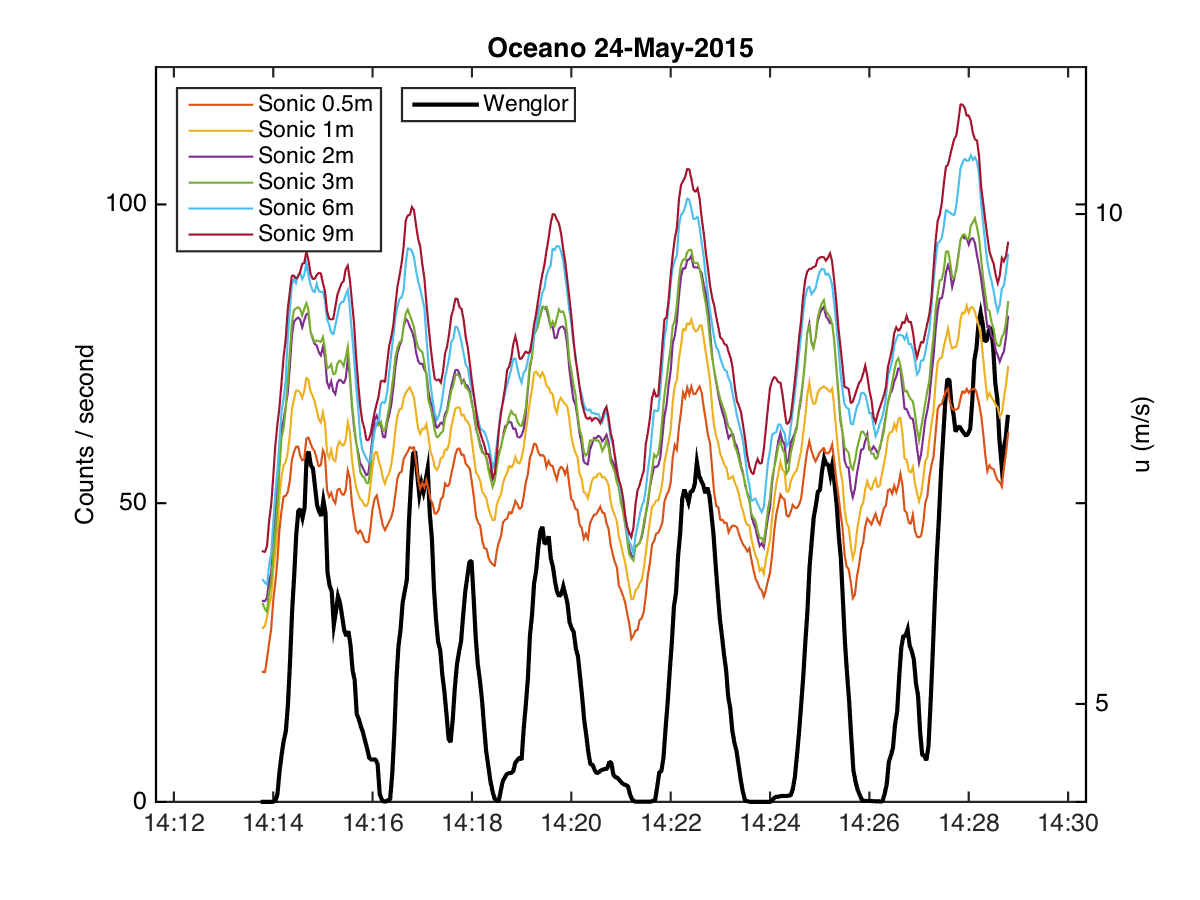 Oceano 24-May-2015
Sonic 0.5m
Sonic 1m
Sonic 2m
Sonic 3m
Sonic 6m
Sonic 9m
Wenglor
Counts / second
100
50
0
u (m/s)
10
5
14:12 14:14 14:16 14:18 14:20 14:22 14:24 14:26 14:28 14:30